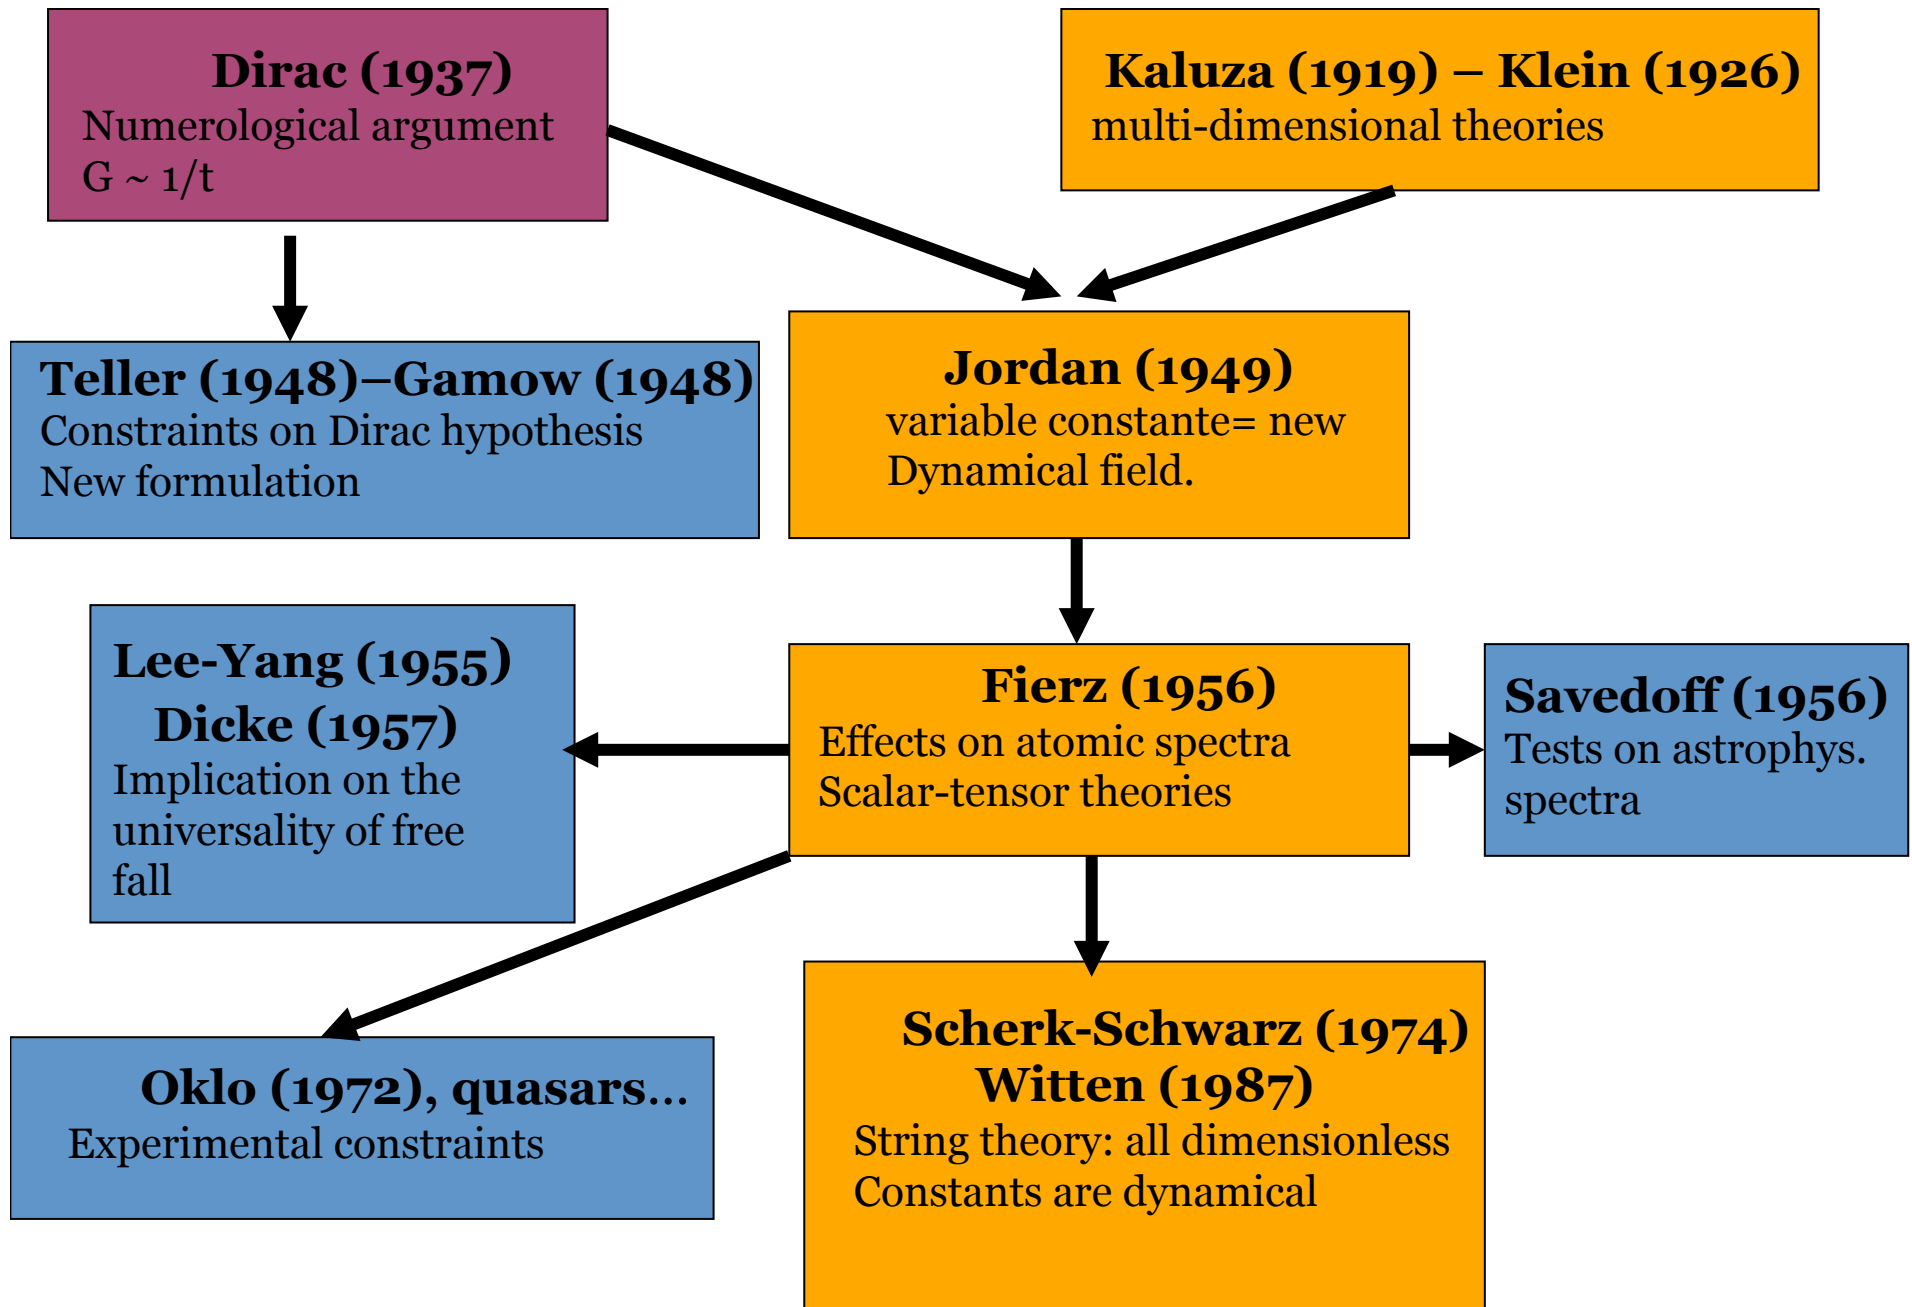 Dirac (1937)
Numerological argument
G ~ 1/t
Kaluza (1919) – Klein (1926)
multi-dimensional theories
Teller (1948)–Gamow (1948)
Constraints on Dirac hypothesis
New formulation
Jordan (1949)
variable constante= new
Dynamical field.
Lee-Yang (1955)
Dicke (1957)
Implication on the
universality of free
fall
Fierz (1956)
Effects on atomic spectra
Scalar-tensor theories
Savedoff (1956)
Tests on astrophys.
spectra
Oklo (1972), quasars...
Experimental constraints
Scherk-Schwarz (1974)
Witten (1987)
String theory: all dimensionless
Constants are dynamical